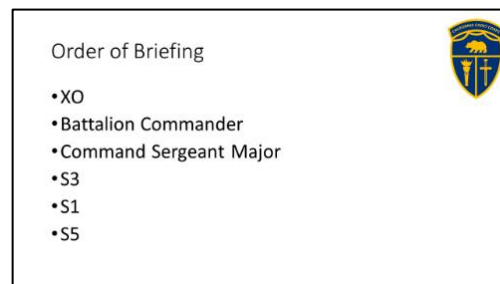 Order of Briefing
•XO
•Battalion Commander
•Command Sergeant Major
•S3
•S1
•S5